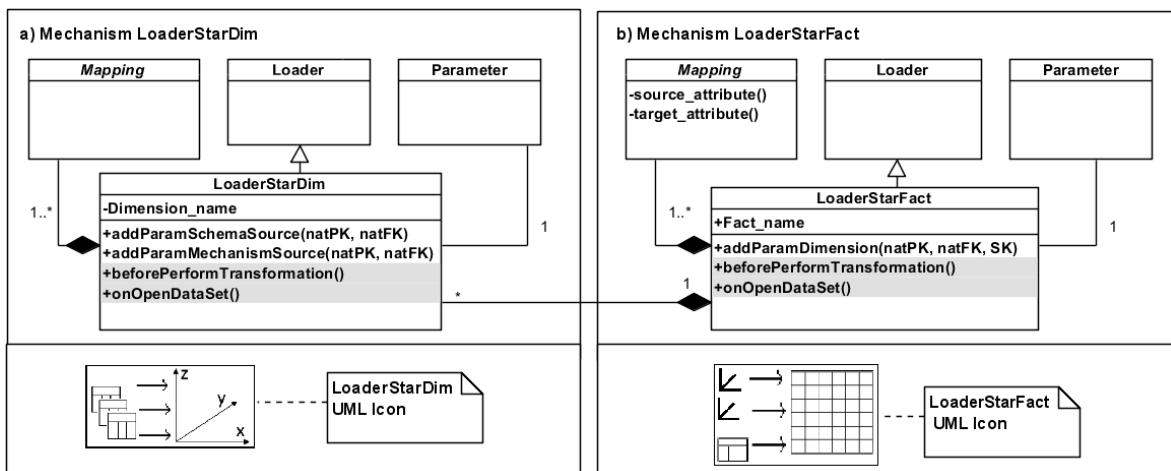 a) Mechanism LoaderStarDim
Mapping
Loader
Parameter
LoaderStarDim
-Dimension_name
+addParamSchemaSource(natPK, natFK)
+addParamMechanismSource(natPK, natFK)
+beforePerformTransformation()
+onOpenDataSet()
1..*
1
*
1
z
y
x
LoaderStarDim
UML Icon
b) Mechanism LoaderStarFact
Mapping
-source_attribute()
-target_attribute()
Loader
Parameter
LoaderStarFact
+Fact_name
+addParamDimension(natPK, natFK, SK)
+beforePerformTransformation()
+onOpenDataSet()
1..*
1
LoaderStarFact
UML Icon